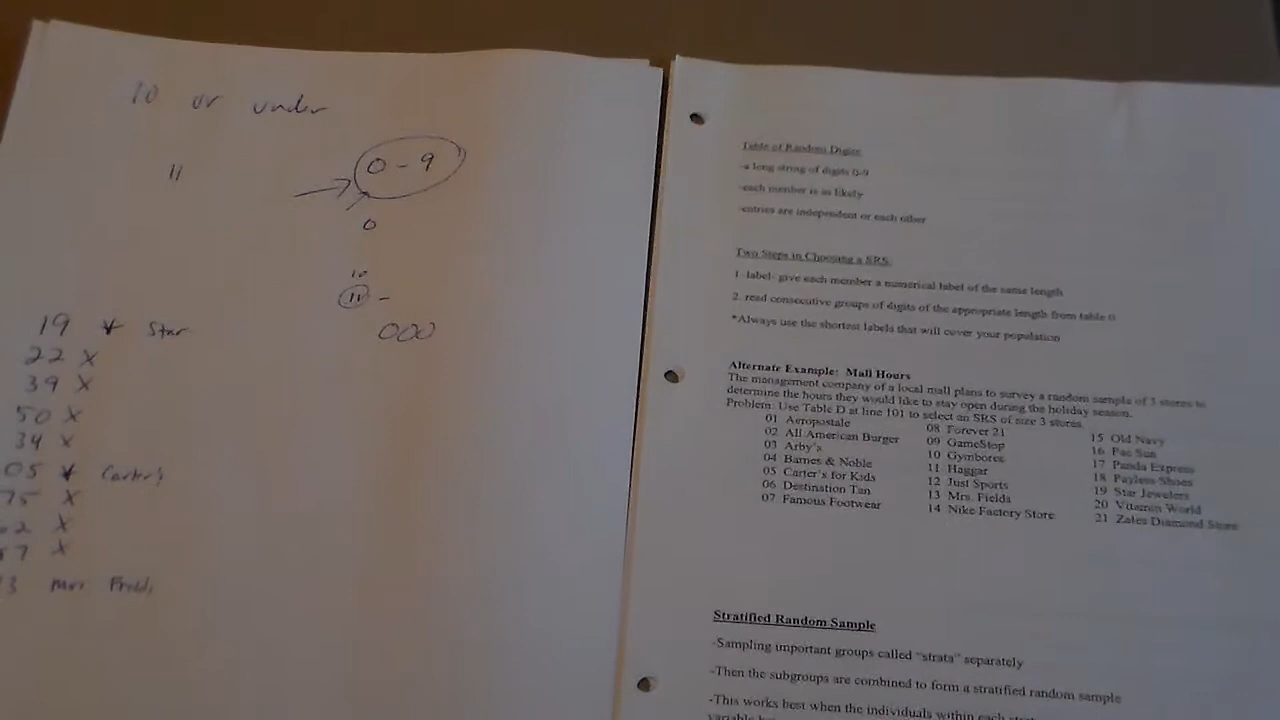 10 or under
11
0-9
0
10
11 -
000
19 * Star
22 X
39 X
50 X
34 X
05 * Carter's
75 X
62 X
87 X
13 Mrs Fields
Table of Random Digits
-a long string of digits 0-9
-each member is as likely
-entries are independent or each other
Two Steps in Choosing a SRS:
1. label- give each member a numerical label of the same length
2. read consecutive groups of digits of the appropriate length from table
*Always use the shortest labels that will cover your population
Alternate Example: Mall Hours
The management company of a local mall plans to survey a random sample of 3 stores to
determine the hours they would like to stay open during the holiday season.
Problem: Use Table D at line 101 to select an SRS of size 3 stores.
01 Aeropostale
02 All American Burger
03 Arby's
04 Barnes & Noble
05 Carter's for Kids
06 Destination Tan
07 Famous Footwear
08 Forever 21
09 GameStop
10 Gymboree
11 Haggar
12 Just Sports
13 Mrs. Fields
14 Nike Factory Store
15 Old Navy
16 Pac Sun
17 Panda Express
18 Payless Shoes
19 Star Jewelers
20 Vitamin World
21 Zales Diamond Store
Stratified Random Sample
-Sampling important groups called "strata" separately
-Then the subgroups are combined to form a stratified random sample
-This works best when the individuals within each